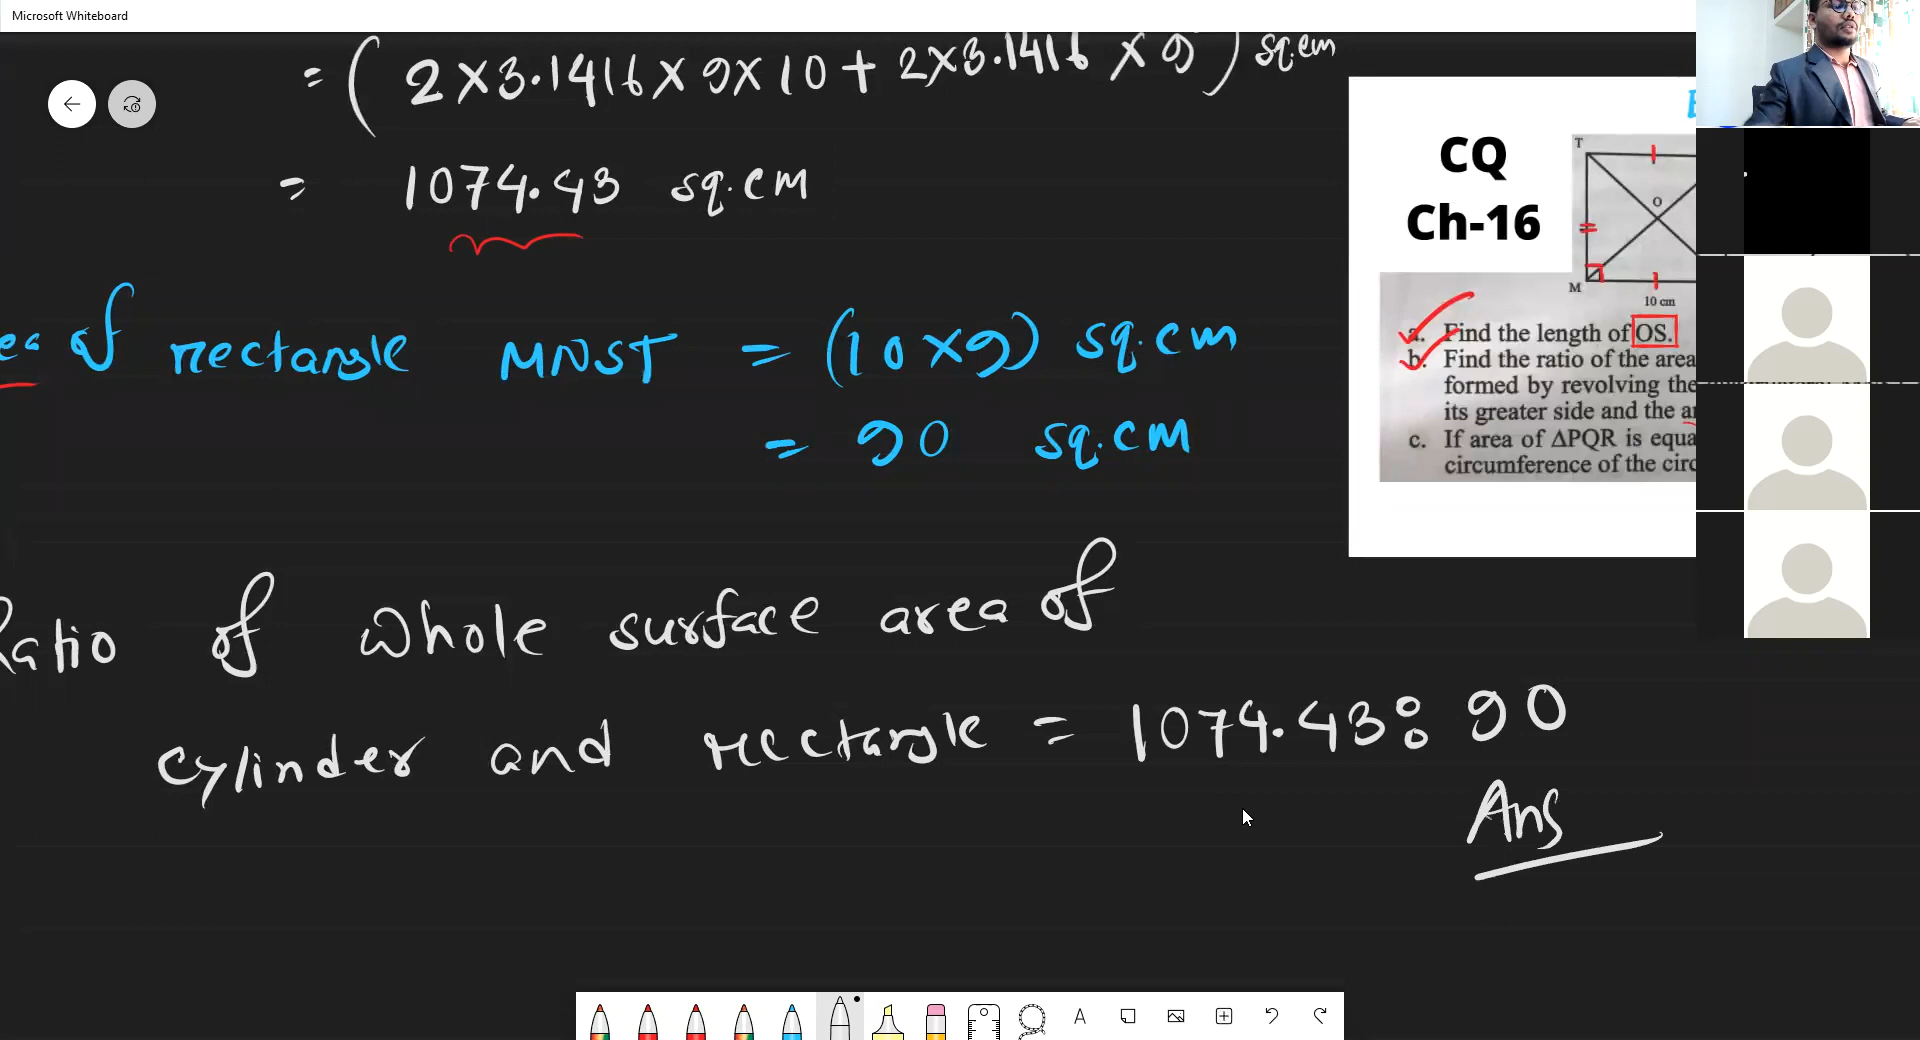 Microsoft Whiteboard
= ( 2×3.1416×9×10 + 2×3.1416 × 9 ) sq.cm
= 1074.43 sq.cm
of rectangle MNST = (10×9) sq.cm
= 90 sq.cm
Ratio of whole surface area of
cylinder and rectangle = 1074.43 : 90
Ans
CQ
Ch-16
T
O
M
10 cm
a. Find the length of OS.
b. Find the ratio of the area
formed by revolving the
its greater side and the
c. If area of ΔPQR is equa
circumference of the circ